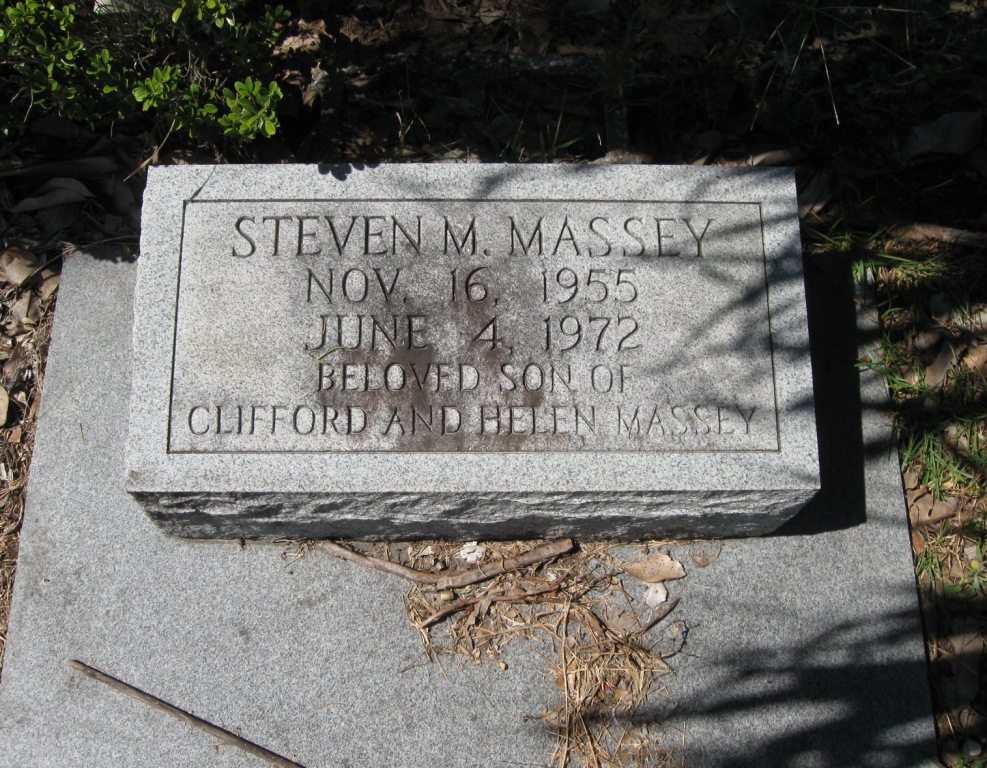 STEVEN M. MASSEY
NOV. 16, 1955
JUNE 4, 1972
BELOVED SON OF
CLIFFORD AND HELEN MASSEY